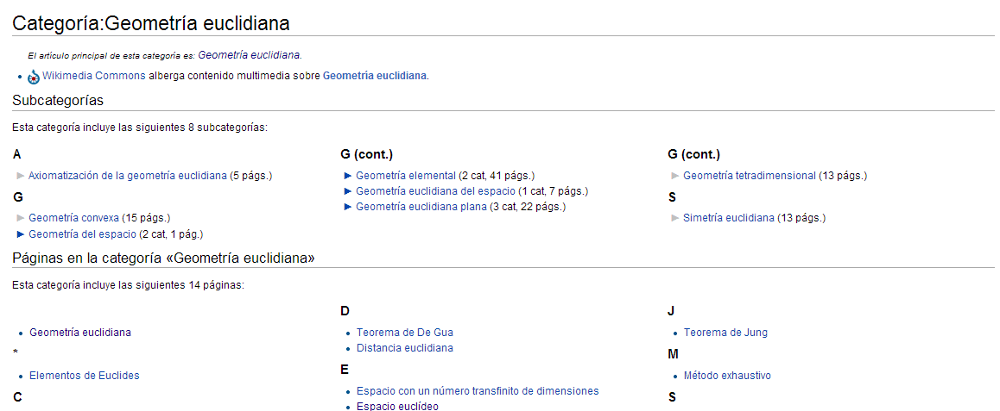 Categoría:Geometría euclidiana
El artículo principal de esta categoría es: Geometría euclidiana.
Wikimedia Commons alberga contenido multimedia sobre Geometría euclidiana.
Subcategorías
Esta categoría incluye las siguientes 8 subcategorías:
A
► Axiomatización de la geometría euclidiana (5 págs.)
G
► Geometría convexa (15 págs.)
► Geometría del espacio (2 cat, 1 pág.)
G (cont.)
► Geometría elemental (2 cat, 41 págs.)
► Geometría euclidiana del espacio (1 cat, 7 págs.)
► Geometría euclidiana plana (3 cat, 22 págs.)
G (cont.)
► Geometría tetradimensional (13 págs.)
S
► Simetría euclidiana (13 págs.)
Páginas en la categoría «Geometría euclidiana»
Esta categoría incluye las siguientes 14 páginas:
Geometría euclidiana
*
Elementos de Euclides
C
D
Teorema de De Gua
Distancia euclidiana
E
Espacio con un número transfinito de dimensiones
Espacio euclídeo
J
Teorema de Jung
M
Método exhaustivo
S